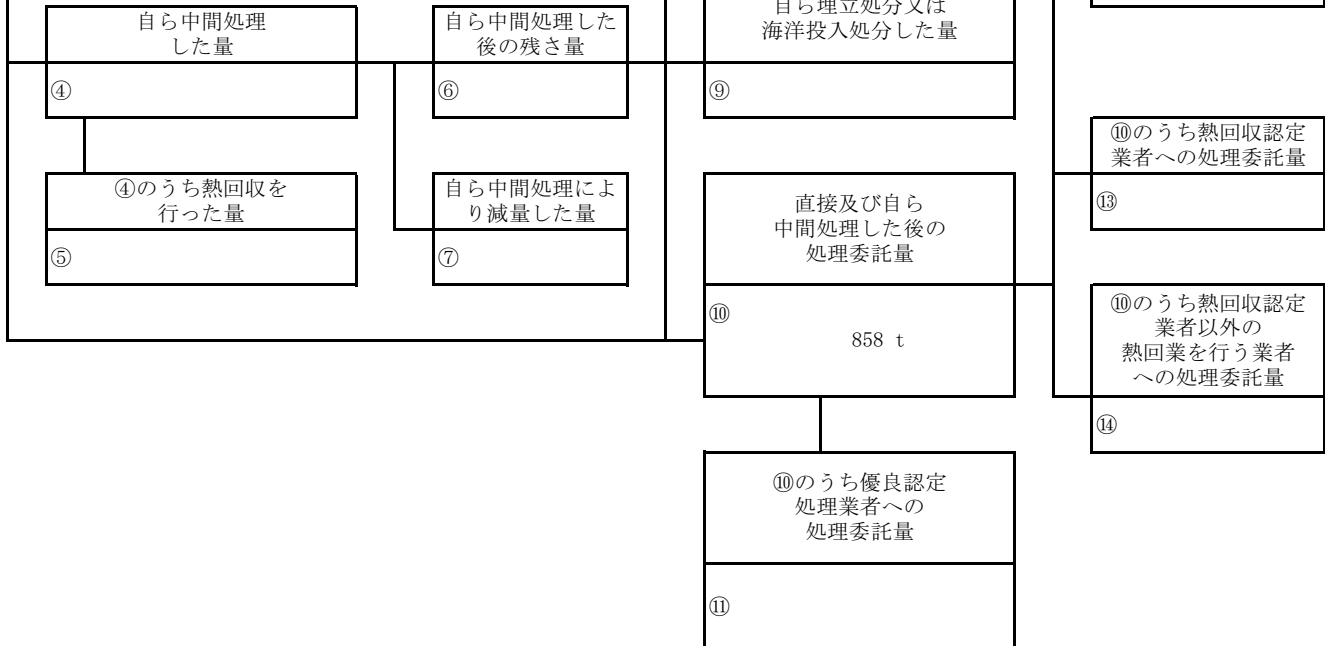 自ら中間処理
した量
④
自ら中間処理した
後の残さ量
⑥
自ら埋立処分又は
海洋投入処分した量
⑨
④のうち熱回収を
行った量
⑤
自ら中間処理によ
り減量した量
⑦
直接及び自ら
中間処理した後の
処理委託量
⑩
858 t
⑩のうち熱回収認定
業者への処理委託量
⑬
⑩のうち熱回収認定
業者以外の
熱回業を行う業者
への処理委託量
⑭
⑩のうち優良認定
処理業者への
処理委託量
⑪